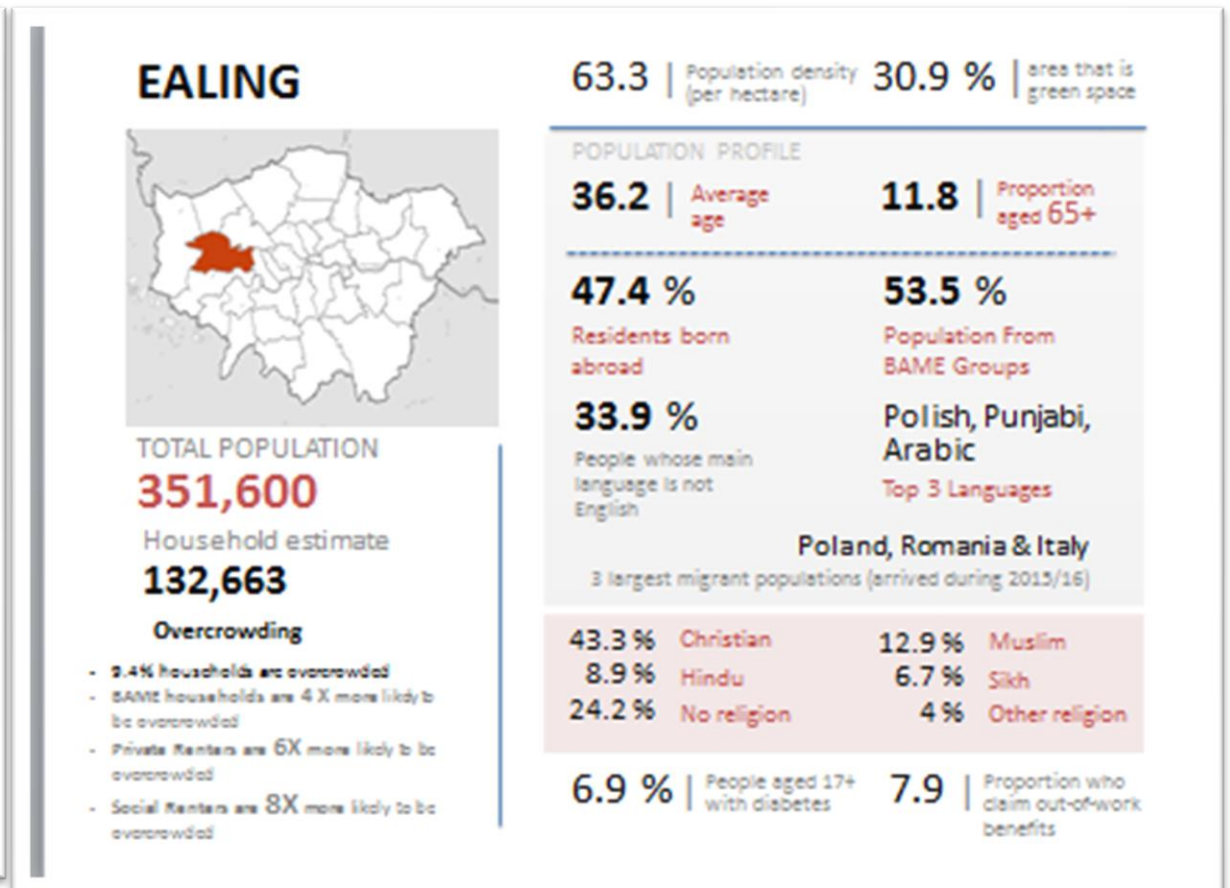 EALING
TOTAL POPULATION
351,600
Household estimate
132,663
Overcrowding
- 9.4% households are overcrowded
- BAME households are 4 X more likely to
be overcrowded
- Private Renters are 6X more likely to be
overcrowded
- Social Renters are 8X more likely to be
overcrowded
63.3 | Population density
(per hectare)
30.9 % | area that is
green space
POPULATION PROFILE
36.2 | Average
age
11.8 | Proportion
aged 65+
47.4 %
Residents born
abroad
53.5 %
Population From
BAME Groups
33.9 %
People whose main
language is not
English
Polish, Punjabi,
Arabic
Top 3 Languages
Poland, Romania & Italy
3 largest migrant populations (arrived during 2015/16)
43.3 % Christian
12.9 % Muslim
8.9 % Hindu
6.7 % Sikh
24.2 % No religion
4 % Other religion
6.9 % | People aged 17+
with diabetes
7.9 | Proportion who
claim out-of-work
benefits